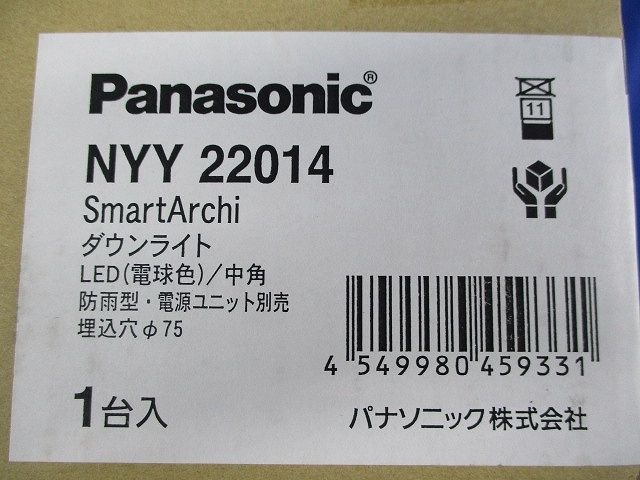 Panasonic®
NYY 22014
SmartArchi
ダウンライト
LED(電球色)/中角
防雨型・電源ユニット別売
埋込穴φ75
1台入
11
4 549980 459331
パナソニック株式会社